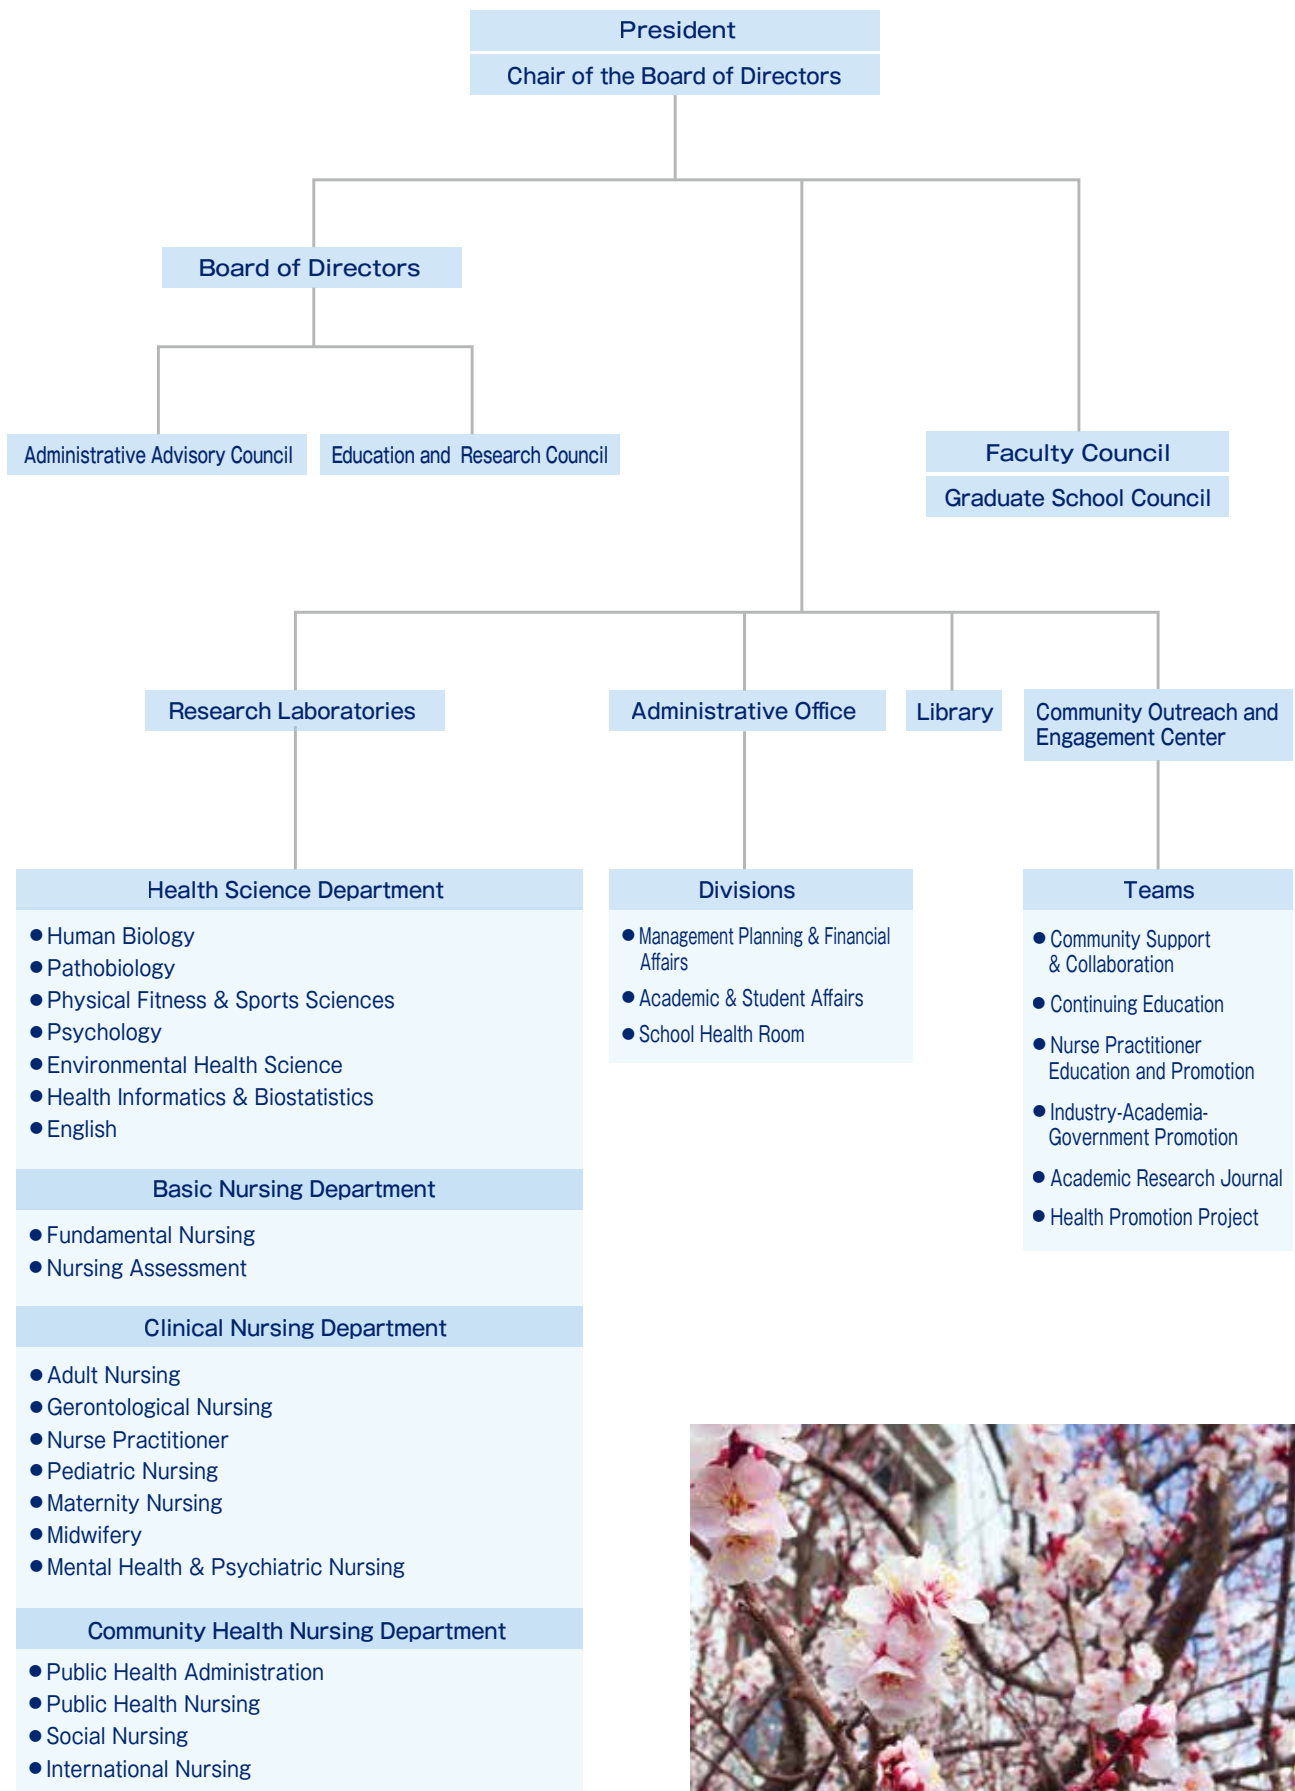 President
Chair of the Board of Directors
Board of Directors
Administrative Advisory Council
Education and Research Council
Faculty Council
Graduate School Council
Research Laboratories
Administrative Office
Library
Community Outreach and
Engagement Center
Health Science Department
● Human Biology
● Pathobiology
● Physical Fitness & Sports Sciences
● Psychology
● Environmental Health Science
● Health Informatics & Biostatistics
● English
Basic Nursing Department
● Fundamental Nursing
● Nursing Assessment
Clinical Nursing Department
● Adult Nursing
● Gerontological Nursing
● Nurse Practitioner
● Pediatric Nursing
● Maternity Nursing
● Midwifery
● Mental Health & Psychiatric Nursing
Community Health Nursing Department
● Public Health Administration
● Public Health Nursing
● Social Nursing
● International Nursing
Divisions
● Management Planning & Financial
Affairs
● Academic & Student Affairs
● School Health Room
Teams
● Community Support
& Collaboration
● Continuing Education
● Nurse Practitioner
Education and Promotion
● Industry-Academia-
Government Promotion
● Academic Research Journal
● Health Promotion Project